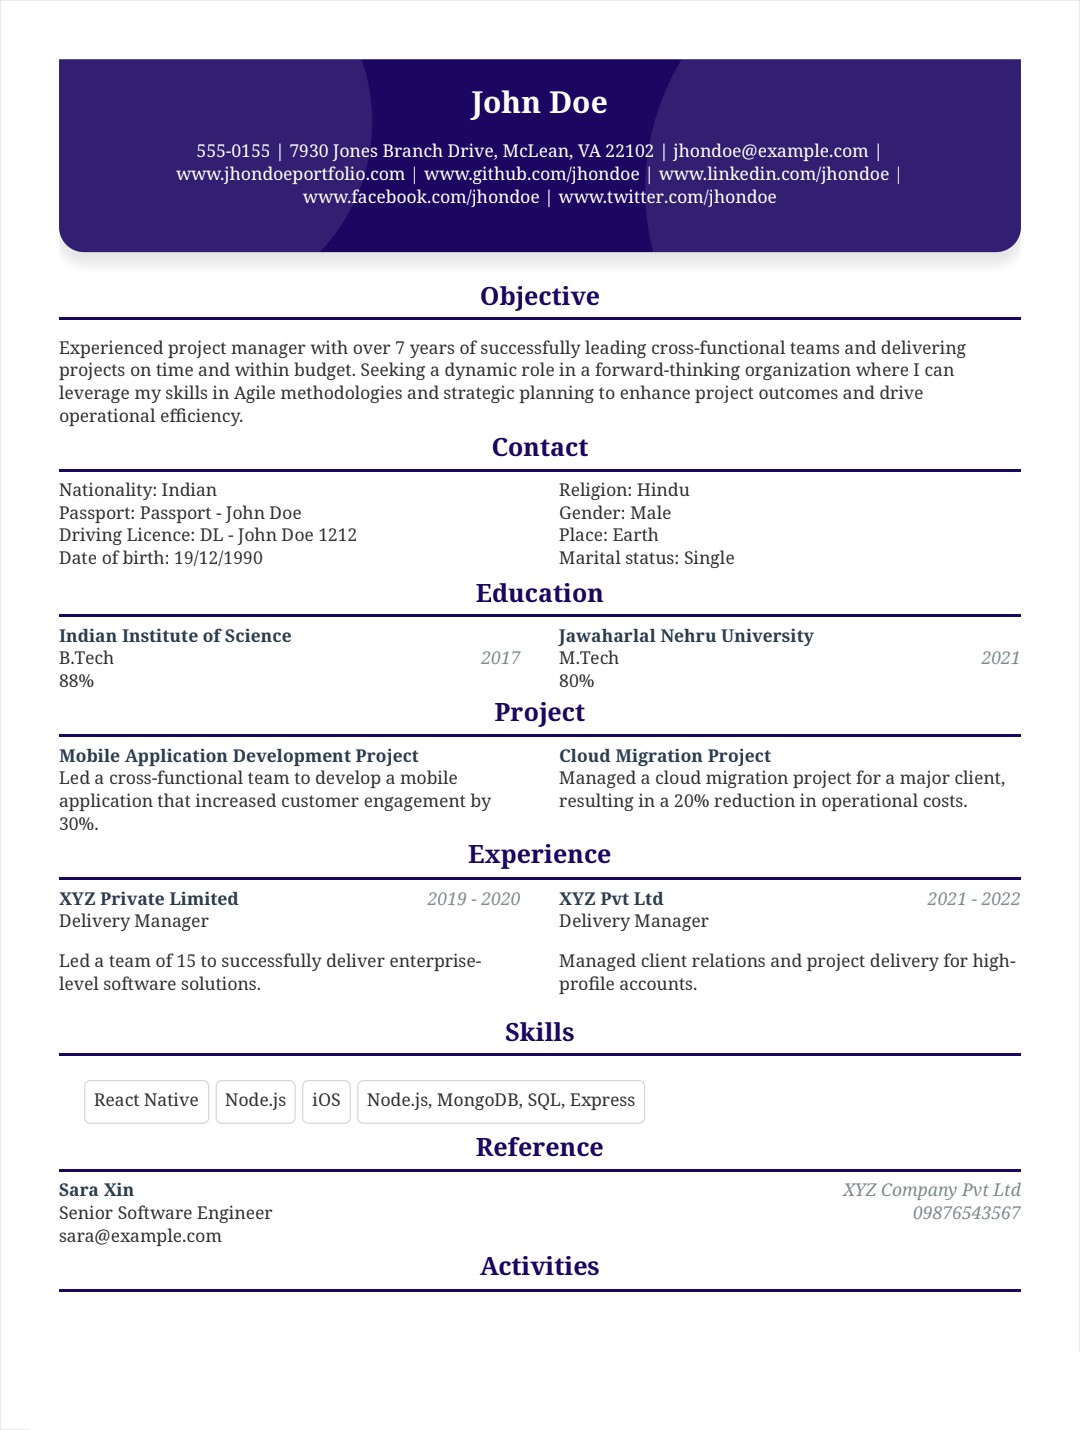 John Doe
555-0155 | 7930 Jones Branch Drive, McLean, VA 22102 | jhondoe@example.com |
www.jhondoeportfolio.com | www.github.com/jhondoe | www.linkedin.com/jhondoe |
www.facebook.com/jhondoe | www.twitter.com/jhondoe
Objective
Experienced project manager with over 7 years of successfully leading cross-functional teams and delivering
projects on time and within budget. Seeking a dynamic role in a forward-thinking organization where I can
leverage my skills in Agile methodologies and strategic planning to enhance project outcomes and drive
operational efficiency.
Contact
Nationality: Indian
Passport: Passport - John Doe
Driving Licence: DL - John Doe 1212
Date of birth: 19/12/1990
Religion: Hindu
Gender: Male
Place: Earth
Marital status: Single
Education
Indian Institute of Science
B.Tech 2017
88%
Jawaharlal Nehru University
M.Tech 2021
80%
Project
Mobile Application Development Project
Led a cross-functional team to develop a mobile
application that increased customer engagement by
30%.
Cloud Migration Project
Managed a cloud migration project for a major client,
resulting in a 20% reduction in operational costs.
Experience
XYZ Private Limited 2019 - 2020
Delivery Manager
Led a team of 15 to successfully deliver enterprise-
level software solutions.
XYZ Pvt Ltd 2021 - 2022
Delivery Manager
Managed client relations and project delivery for high-
profile accounts.
Skills
React Native Node.js iOS Node.js, MongoDB, SQL, Express
Reference
Sara Xin XYZ Company Pvt Ltd
Senior Software Engineer 09876543567
sara@example.com
Activities